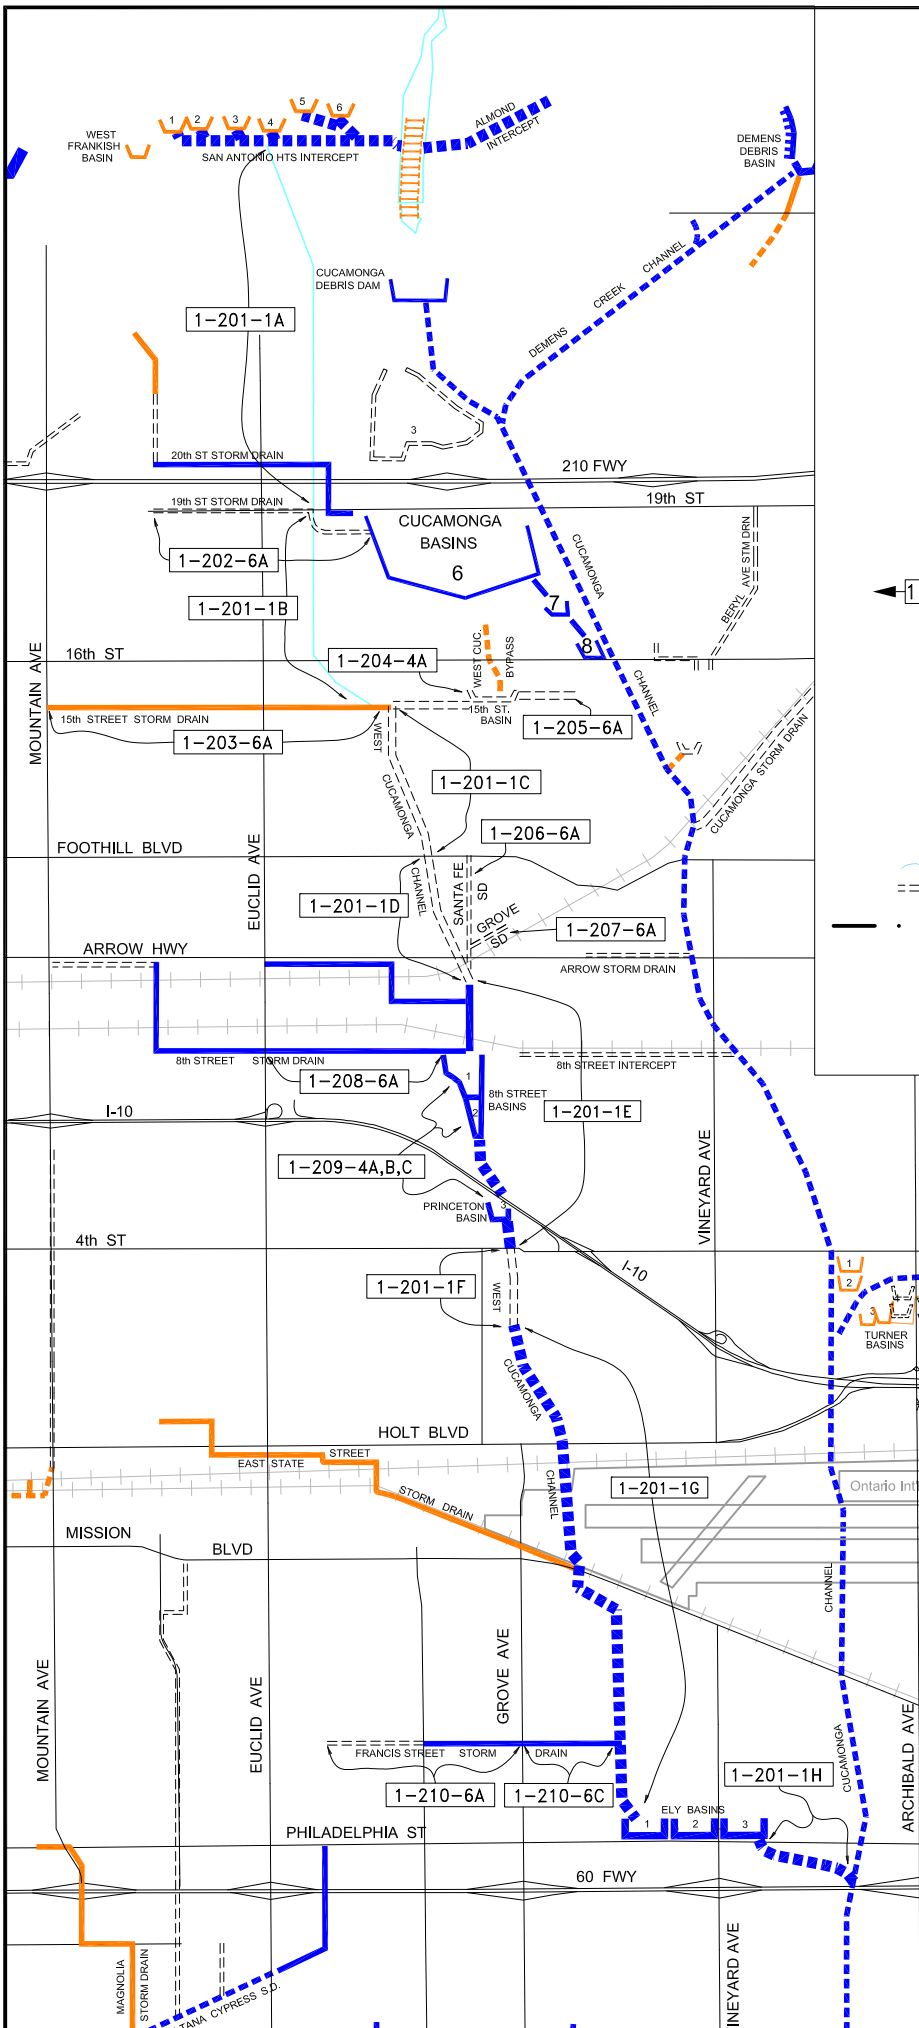 5
6
1
2
3
4
ALMOND
INTERCEPT
WEST
FRANKISH
BASIN
SAN ANTONIO HTS INTERCEPT
DEMENS
DEBRIS
BASIN
CUCAMONGA
DEBRIS DAM
CHANNEL
CREEK
DEMENS
1-201-1A
3
20th ST STORM DRAIN
210 FWY
19th ST STORM DRAIN
19th ST
CUCAMONGA
BASINS
6
CUCAMONGA
BERYL AVE STM DRN
1-202-6A
1-201-1B
7
8
1
MOUNTAIN AVE
16th ST
1-204-4A
WEST CUC.
BYPASS
CHANNEL
15th STREET STORM DRAIN
15th ST.
BASIN
1-203-6A
1-205-6A
WEST
CUCAMONGA
CHANNEL
1-201-1C
CUCAMONGA STORM DRAIN
1-206-6A
FOOTHILL BLVD
EUCLID AVE
SANTA FE
SD
1-201-1D
GROVE
SD
1-207-6A
ARROW HWY
ARROW STORM DRAIN
8th STREET STORM DRAIN
8th STREET INTERCEPT
1-208-6A
1
2
8th STREET
BASINS
I-10
1-201-1E
1-209-4A,B,C
VINEYARD AVE
PRINCETON
BASIN
3
4th ST
I-10
1-201-1F
WEST
1
2
3
4
TURNER
BASINS
CUCAMONGA
HOLT BLVD
EAST STATE
STREET
STORM DRAIN
CHANNEL
1-201-1G
Ontario Int'
MISSION
BLVD
CHANNEL
MOUNTAIN AVE
EUCLID AVE
GROVE AVE
ARCHIBALD AVE
CUCAMONGA
FRANCIS STREET STORM DRAIN
1-210-6A
1-210-6C
1-201-1H
ELY BASINS
1
2
3
PHILADELPHIA ST
60 FWY
MAGNOLIA
STORM DRAIN
TANA CYPRESS S.D.
INEYARD AVE